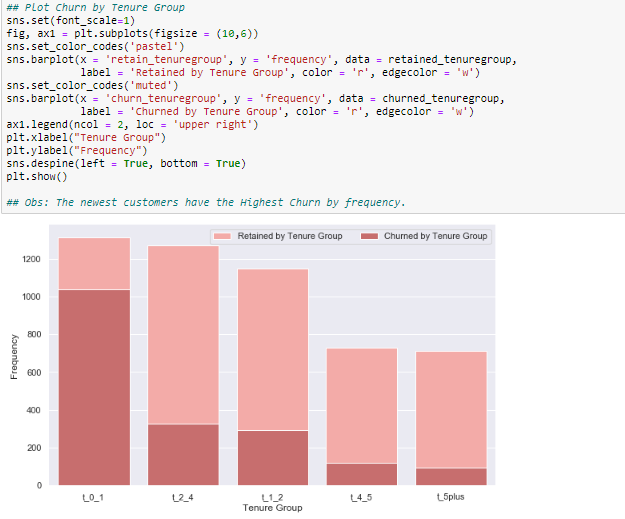 ## Plot Churn by Tenure Group
sns.set(font_scale=1)
fig, ax1 = plt.subplots(figsize = (10,6))
sns.set_color_codes('pastel')
sns.barplot(x = 'retain_tenuregroup', y = 'frequency', data = retained_tenuregroup,
label = 'Retained by Tenure Group', color = 'r', edgecolor = 'w')
sns.set_color_codes('muted')
sns.barplot(x = 'churn_tenuregroup', y = 'frequency', data = churned_tenuregroup,
label = 'Churned by Tenure Group', color = 'r', edgecolor = 'w')
ax1.legend(ncol = 2, loc = 'upper right')
plt.xlabel("Tenure Group")
plt.ylabel("Frequency")
sns.despine(left = True, bottom = True)
plt.show()
## Obs: The newest customers have the Highest Churn by frequency.
Retained by Tenure Group Churned by Tenure Group
1200
1000
800
600
400
200
0
Frequency
t_0_1 t_2_4 t_1_2 t_4_5 t_5plus
Tenure Group